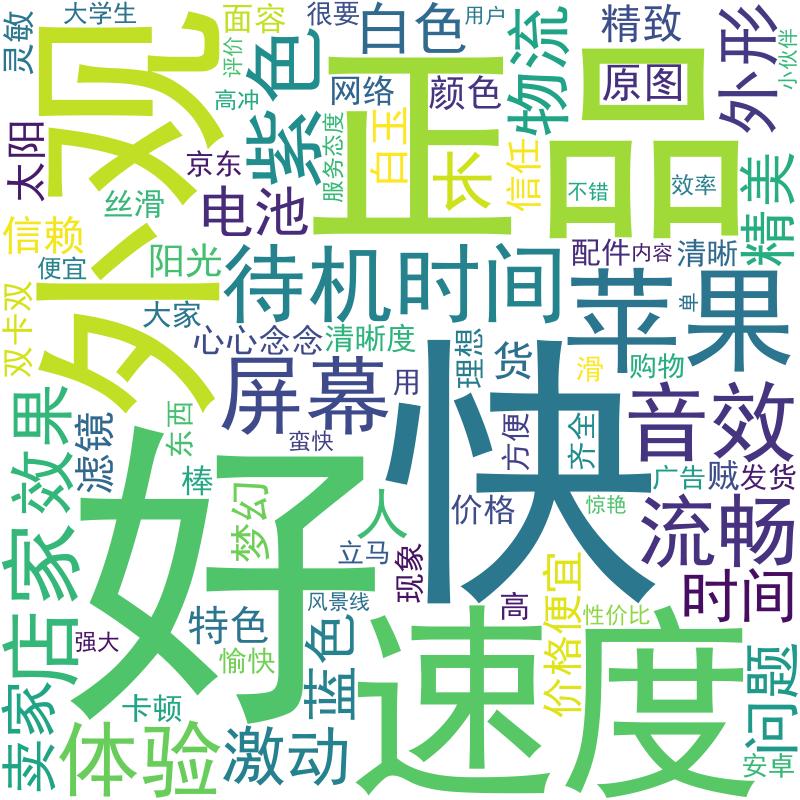 灵敏
大学生
外观
面容
评价
高冲
很要
白色
用户
紫色
网络
颜色
物流
精致
原图
外形
小伙伴
太阳
京东
丝滑
电池
服务态度
白玉
正品
长
信任
不错
效率
精美
信赖
便宜
阳光
待机时间
苹果
配件
内容
清晰
单
双卡双
大家
心心念念
清晰度
理想
货
滑
购物
屏幕
用
快
音效
效果
滤镜
东西
蛮快
方便
齐全
广告
贼
发货
好
棒
梦幻
人
价格
惊艳
流畅
店家
立马
现象
时间
风景线
高
价格便宜
性价比
强大
特色
愉快
蓝色
速度
问题
卖家
卡顿
体验
激动
安卓